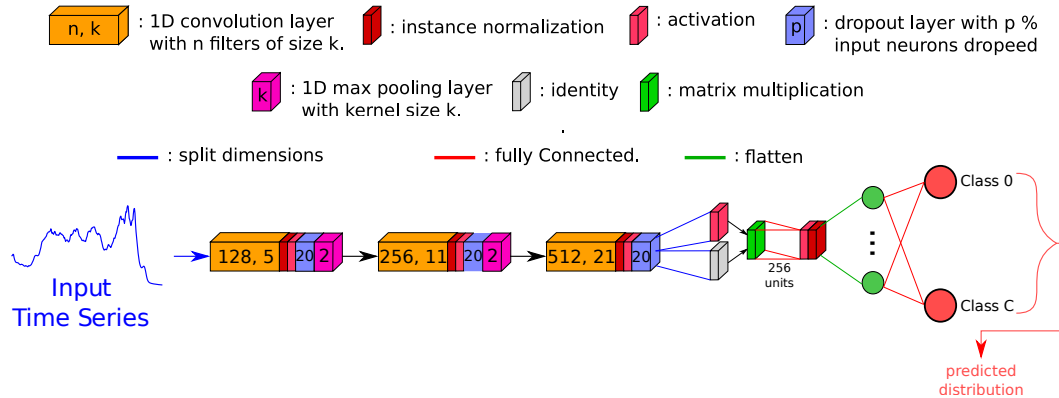 n, k : 1D convolution layer with n filters of size k.
: instance normalization
: activation
p : dropout layer with p % input neurons dropeed
k : 1D max pooling layer with kernel size k.
: identity
: matrix multiplication
: split dimensions
: fully Connected.
: flatten
Input
Time Series
128, 5
20
2
256, 11
20
2
512, 21
20
256
units
Class 0
Class C
predicted
distribution